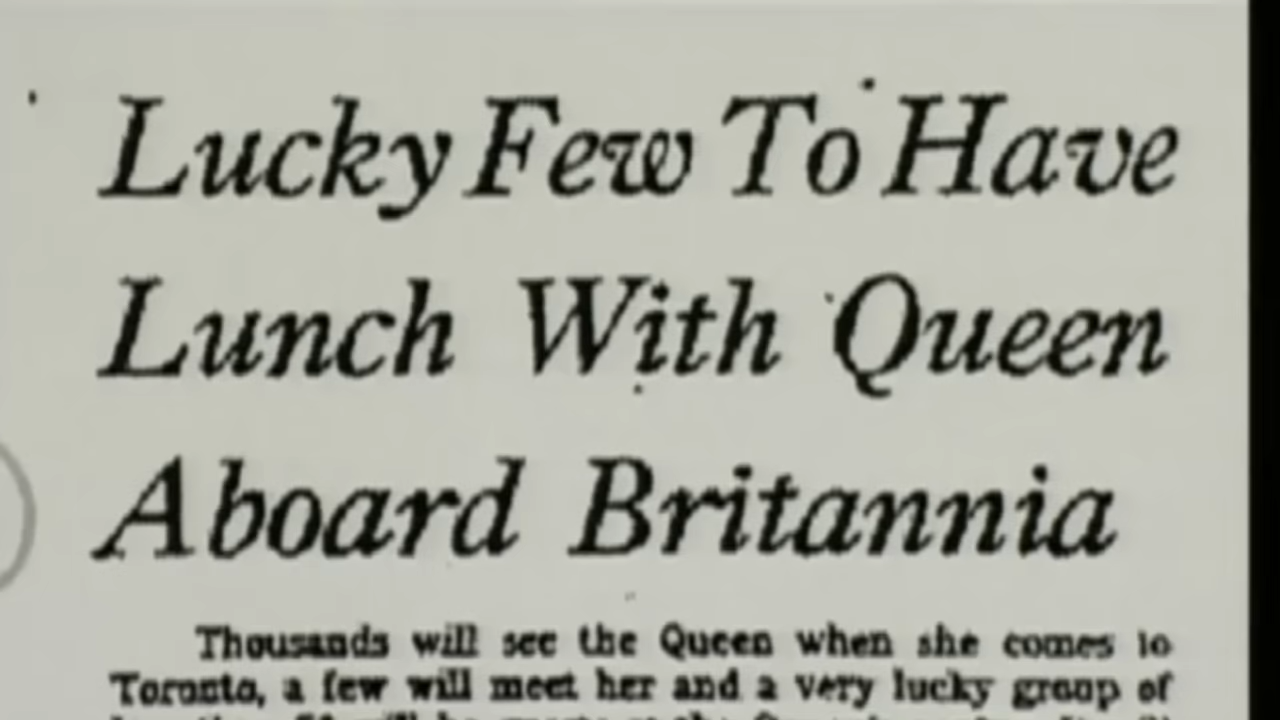 Lucky Few To Have
Lunch With Queen
Aboard Britannia
Thousands will see the Queen when she comes to
Toronto, a few will meet her and a very lucky group of